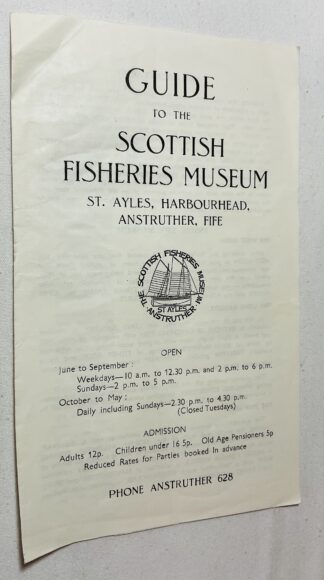 GUIDE
TO THE
SCOTTISH
FISHERIES MUSEUM
ST. AYLES, HARBOURHEAD,
ANSTRUTHER, FIFE
THE SCOTTISH FISHERIES MUSEUM
ST AYLES
ANSTRUTHER
OPEN
June to September :
Weekdays—10 a.m. to 12.30 p.m. and 2 p.m. to 6 p.m.
Sundays—2 p.m. to 5 p.m.
October to May :
Daily including Sundays—2.30 p.m. to 4.30 p.m.
(Closed Tuesdays)
ADMISSION
Adults 12p. Children under 16 5p. Old Age Pensioners 5p
Reduced Rates for Parties booked In advance
PHONE ANSTRUTHER 628